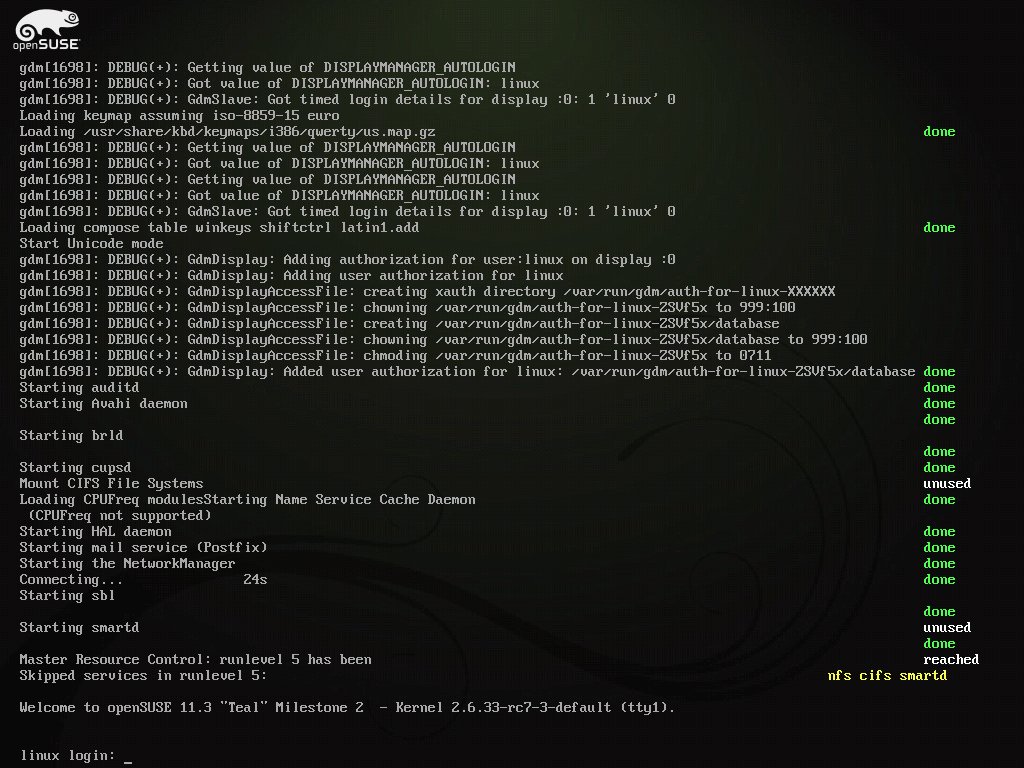 openSUSE
gdm[1698]: DEBUG(+): Getting value of DISPLAYMANAGER_AUTOLOGIN
gdm[1698]: DEBUG(+): Got value of DISPLAYMANAGER_AUTOLOGIN: linux
gdm[1698]: DEBUG(+): GdmSlave: Got timed login details for display :0: 1 'linux' 0
Loading keymap assuming iso-8859-15 euro
Loading /usr/share/kbd/keymaps/i386/qwerty/us.map.gz done
gdm[1698]: DEBUG(+): Getting value of DISPLAYMANAGER_AUTOLOGIN
gdm[1698]: DEBUG(+): Got value of DISPLAYMANAGER_AUTOLOGIN: linux
gdm[1698]: DEBUG(+): Getting value of DISPLAYMANAGER_AUTOLOGIN
gdm[1698]: DEBUG(+): Got value of DISPLAYMANAGER_AUTOLOGIN: linux
gdm[1698]: DEBUG(+): GdmSlave: Got timed login details for display :0: 1 'linux' 0
Loading compose table winkeys shiftctrl latin1.add done
Start Unicode mode
gdm[1698]: DEBUG(+): GdmDisplay: Adding authorization for user:linux on display :0
gdm[1698]: DEBUG(+): GdmDisplay: Adding user authorization for linux
gdm[1698]: DEBUG(+): GdmDisplayAccessFile: creating xauth directory /var/run/gdm/auth-for-linux-XXXXXX
gdm[1698]: DEBUG(+): GdmDisplayAccessFile: chowning /var/run/gdm/auth-for-linux-ZSVf5x to 999:100
gdm[1698]: DEBUG(+): GdmDisplayAccessFile: creating /var/run/gdm/auth-for-linux-ZSVf5x/database
gdm[1698]: DEBUG(+): GdmDisplayAccessFile: chowning /var/run/gdm/auth-for-linux-ZSVf5x/database to 999:100
gdm[1698]: DEBUG(+): GdmDisplayAccessFile: chmoding /var/run/gdm/auth-for-linux-ZSVf5x to 0711
gdm[1698]: DEBUG(+): GdmDisplay: Added user authorization for linux: /var/run/gdm/auth-for-linux-ZSVf5x/database done
Starting auditd done
Starting Avahi daemon done
done
Starting brld
done
Starting cupsd done
Mount CIFS File Systems unused
Loading CPUFreq modulesStarting Name Service Cache Daemon done
(CPUFreq not supported)
Starting HAL daemon done
Starting mail service (Postfix) done
Starting the NetworkManager done
Connecting... 24s done
Starting sbl
done
Starting smartd unused
done
Master Resource Control: runlevel 5 has been reached
Skipped services in runlevel 5: nfs cifs smartd
Welcome to openSUSE 11.3 "Teal" Milestone 2 - Kernel 2.6.33-rc7-3-default (tty1).
linux login: _